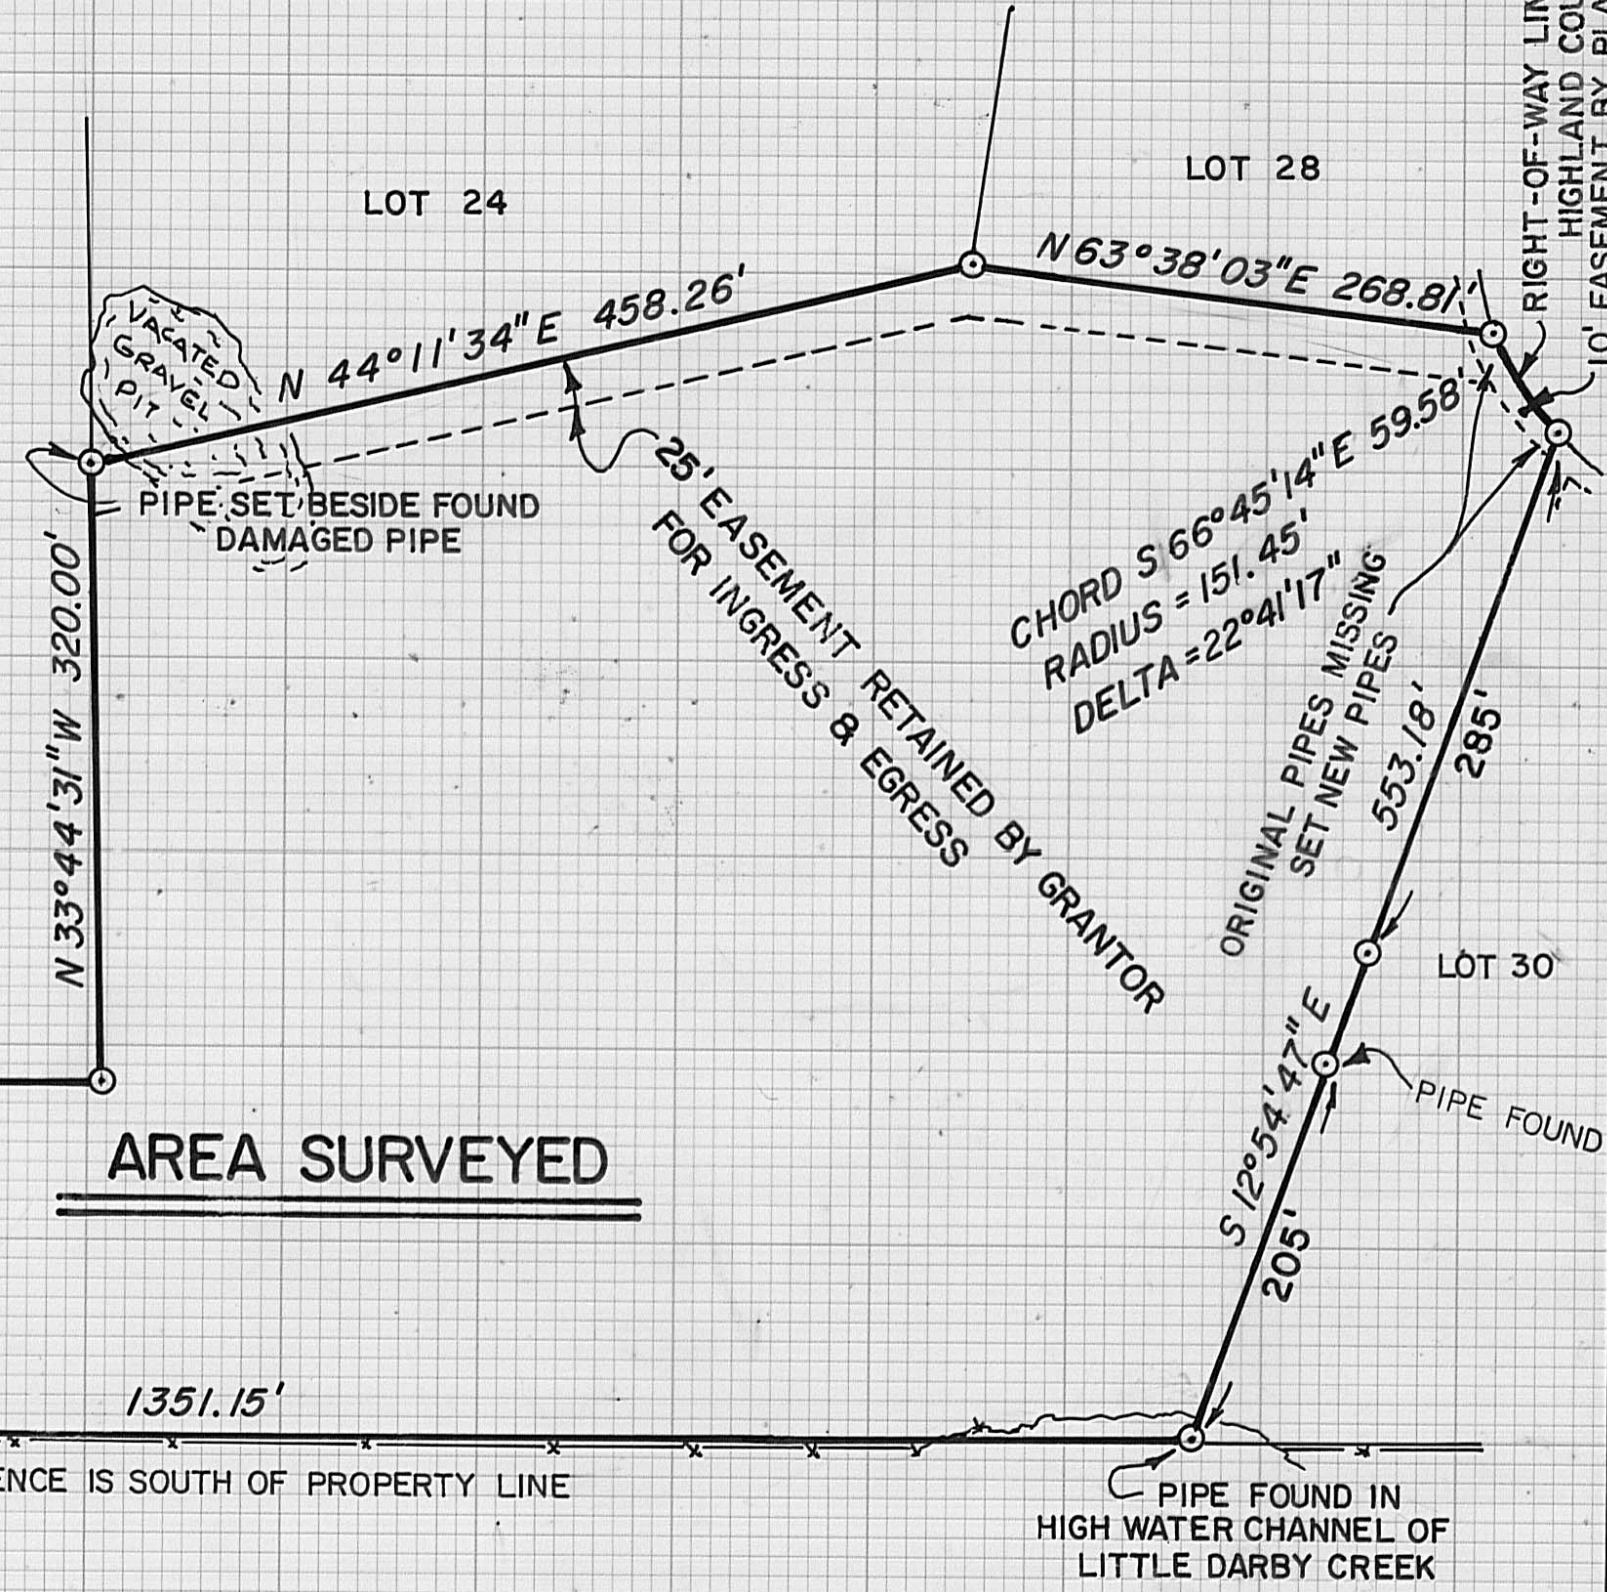 RIGHT-OF-WAY
HIGHLAND
10' EASEMENT BY
LOT 28
LOT 24
N 63°38'03"E 268.81'
N 44°11'34"E 458.26'
VACATED
GRAVEL
PIT
PIPE SET BESIDE FOUND
DAMAGED PIPE
25' EASEMENT RETAINED BY GRANTOR
FOR INGRESS & EGRESS
CHORD S 66°45'14"E 59.58'
RADIUS = 151.45'
DELTA = 22°41'17"
ORIGINAL PIPES MISSING
SET NEW PIPES
553.18'
285'
N 33°44'31"W 320.00'
LOT 30
S 12°54'47"E
205'
PIPE FOUND
AREA SURVEYED
1351.15'
IS SOUTH OF PROPERTY LINE
PIPE FOUND IN
HIGH WATER CHANNEL OF
LITTLE DARBY CREEK